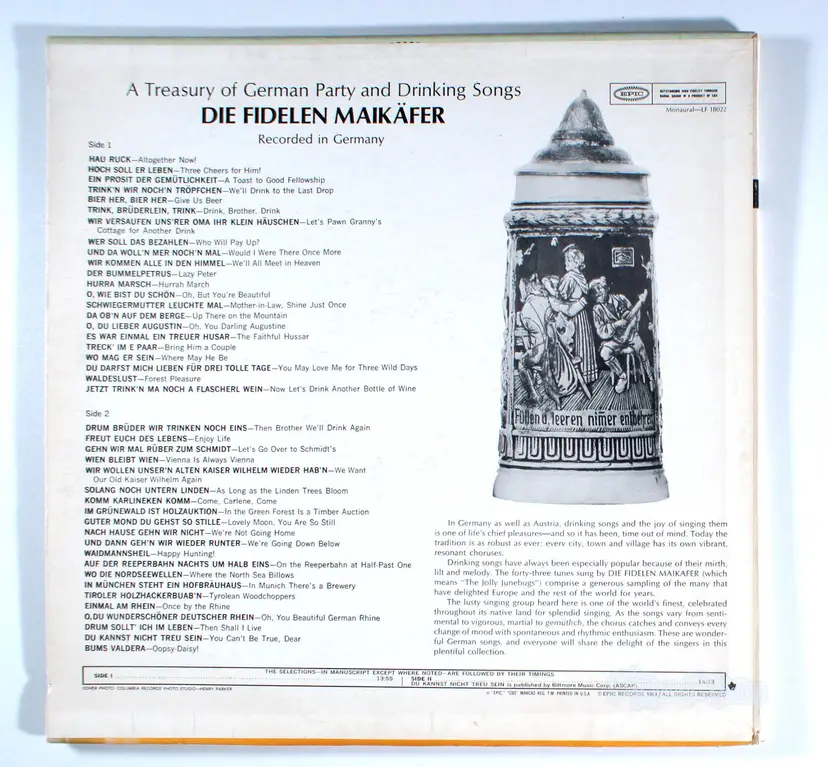 A Treasury of German Party and Drinking Songs
DIE FIDELEN MAIKÄFER
Recorded in Germany
EPIC
Monaural—LF 18022
Side 1
HAU RUCK—Altogether Now!
HOCH SOLL ER LEBEN—Three Cheers for Him!
EIN PROSIT DER GEMÜTLICHKEIT—A Toast to Good Fellowship
TRINK'N WIR NOCH'N TRÖPFCHEN—We'll Drink to the Last Drop
BIER HER, BIER HER—Give Us Beer
TRINK, BRÜDERLEIN, TRINK—Drink, Brother, Drink
WIR VERSAUFEN UNS'RER OMA IHR KLEIN HÄUSCHEN—Let's Pawn Granny's
Cottage for Another Drink
WER SOLL DAS BEZAHLEN—Who Will Pay Up?
UND DA WOLL'N MER NOCH'N MAL—Would I Were There Once More
WIR KOMMEN ALLE IN DEN HIMMEL—We'll All Meet in Heaven
DER BUMMELPETRUS—Lazy Peter
HURRA MARSCH—Hurrah March
O, WIE BIST DU SCHÖN—Oh, But You're Beautiful
SCHWIEGERMUTTER LEUCHTE MAL—Mother-in-Law, Shine Just Once
DA OB'N AUF DEM BERGE—Up There on the Mountain
O, DU LIEBER AUGUSTIN—Oh, You Darling Augustine
ES WAR EINMAL EIN TREUER HUSAR—The Faithful Hussar
TRECK' IM E PAAR—Bring Him a Couple
WO MAG ER SEIN—Where May He Be
DU DARFST MICH LIEBEN FÜR DREI TOLLE TAGE—You May Love Me for Three Wild Days
WALDESLUST—Forest Pleasure
JETZT TRINK'N MA NOCH A FLASCHERL WEIN—Now Let's Drink Another Bottle of Wine
Side 2
DRUM BRÜDER WIR TRINKEN NOCH EINS—Then Brother We'll Drink Again
FREUT EUCH DES LEBENS—Enjoy Life
GEHN WIR MAL RÜBER ZUM SCHMIDT—Let's Go Over to Schmidt's
WIEN BLEIBT WIEN—Vienna Is Always Vienna
WIR WOLLEN UNSER'N ALTEN KAISER WILHELM WIEDER HAB'N—We Want
Our Old Kaiser Wilhelm Again
SOLANG NOCH UNTERN LINDEN—As Long as the Linden Trees Bloom
KOMM KARLINEKEN KOMM—Come, Carlene, Come
IM GRÜNEWALD IST HOLZAUKTION—In the Green Forest Is a Timber Auction
GUTER MOND DU GEHST SO STILLE—Lovely Moon, You Are So Still
NACH HAUSE GEHN WIR NICHT—We're Not Going Home
UND DANN GEH'N WIR WIEDER RUNTER—We're Going Down Below
WAIDMANNSHEIL—Happy Hunting!
AUF DER REEPERBAHN NACHTS UM HALB EINS—On the Reeperbahn at Half-Past One
WO DIE NORDSEEWELLEN—Where the North Sea Billows
IN MÜNCHEN STEHT EIN HOFBRÄUHAUS—In Munich There's a Brewery
TIROLER HOLZHACKERBUAB'N—Tyrolean Woodchoppers
EINMAL AM RHEIN—Once by the Rhine
O, DU WUNDERSCHÖNER DEUTSCHER RHEIN—Oh, You Beautiful German Rhine
DRUM SOLLT' ICH IM LEBEN—Then Shall I Live
DU KANNST NICHT TREU SEIN—You Can't Be True, Dear
BUMS VALDERA—Oopsy-Daisy!
Füllen d. leeren nimer entberen
In Germany as well as Austria, drinking songs and the joy of singing them
is one of life's chief pleasures—and so it has been, time out of mind. Today the
tradition is as robust as ever: every city, town and village has its own vibrant,
resonant choruses.
Drinking songs have always been especially popular because of their mirth,
lilt and melody. The forty-three tunes sung by DIE FIDELEN MAIKÄFER (which
means "The Jolly Junebugs") comprise a generous sampling of the many that
have delighted Europe and the rest of the world for years.
The lusty singing group heard here is one of the world's finest, celebrated
throughout its native land for splendid singing. As the songs vary from senti-
mental to vigorous, martial to gemütlich, the chorus catches and conveys every
change of mood with spontaneous and rhythmic enthusiasm. These are wonder-
ful German songs, and everyone will share the delight of the singers in this
plentiful collection.
THE SELECTIONS—IN MANUSCRIPT EXCEPT WHERE NOTED—ARE FOLLOWED BY THEIR TIMINGS
SIDE I 13:55
SIDE II
DU KANNST NICHT TREU SEIN is published by Biltmore Music Corp. (ASCAP)
COVER PHOTO: COLUMBIA RECORDS PHOTO STUDIO—HENRY PARKER
® "EPIC," "CBS" MARCAS REG. T.M. PRINTED IN U.S.A. © EPIC RECORDS 1963/ALL RIGHTS RESERVED